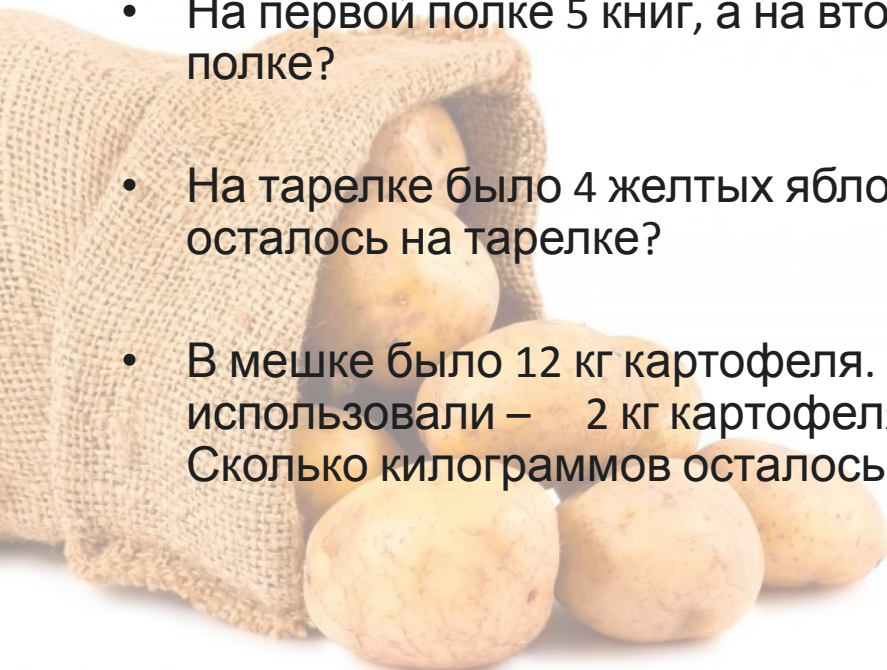 • На первой полке 5 книг, а на вто
полке?
• На тарелке было 4 желтых ябло
осталось на тарелке?
• В мешке было 12 кг картофеля.
использовали – 2 кг картофеля
Сколько килограммов осталось